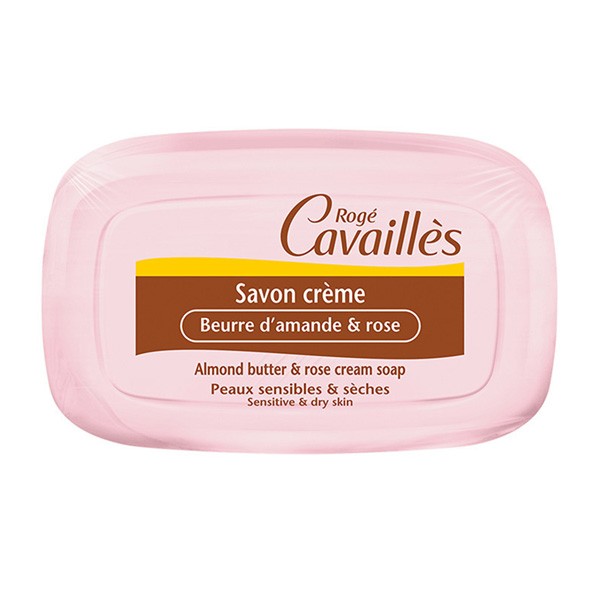 Rogé
Cavaillès
Savon crème
Beurre d'amande & rose
Almond butter & rose cream soap
Peaux sensibles & sèches
Sensitive & dry skin